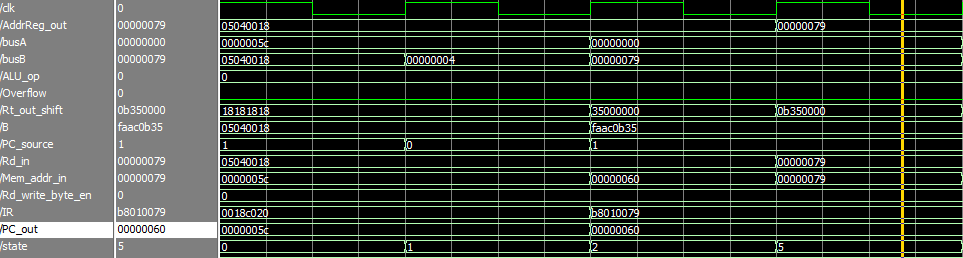 /clk 0
/AddrReg_out 00000079 05040018 00000079
/busA 00000000 0000005c 00000000
/busB 00000079 05040018 00000004 00000079
/ALU_op 0 0
/Overflow 0
/Rt_out_shift 0b350000 18181818 35000000 0b350000
/B faac0b35 05040018 faac0b35
/PC_source 1 1 0 1
/Rd_in 00000079 05040018 00000079
/Mem_addr_in 00000079 0000005c 00000060 00000079
/Rd_write_byte_en 0 0
/IR b8010079 0018c020 b8010079
/PC_out 00000060 0000005c 00000060
/state 5 0 1 2 5